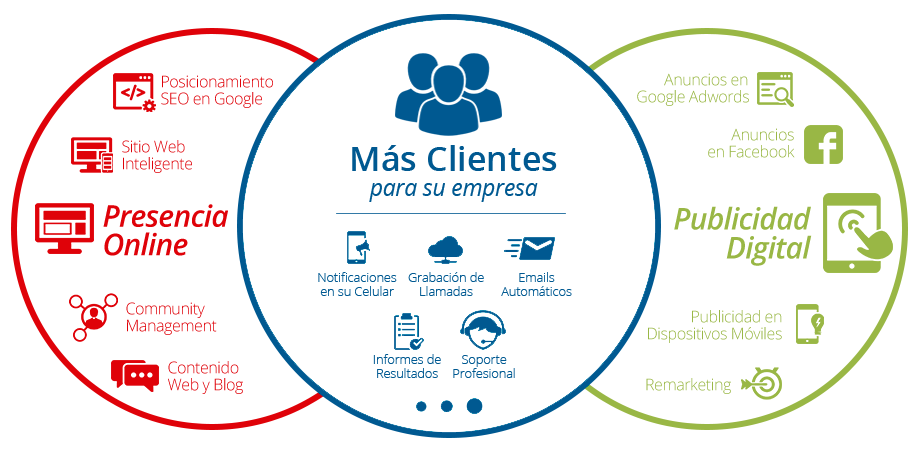 Posicionamiento
SEO en Google
Sitio Web
Inteligente
Presencia
Online
Community
Management
Contenido
Web y Blog
Más Clientes
para su empresa
Notificaciones
en su Celular
Grabación de
Llamadas
Emails
Automáticos
Informes de
Resultados
Soporte
Profesional
Anuncios en
Google Adwords
Anuncios
en Facebook
Publicidad
Digital
Publicidad en
Dispositivos Móviles
Remarketing